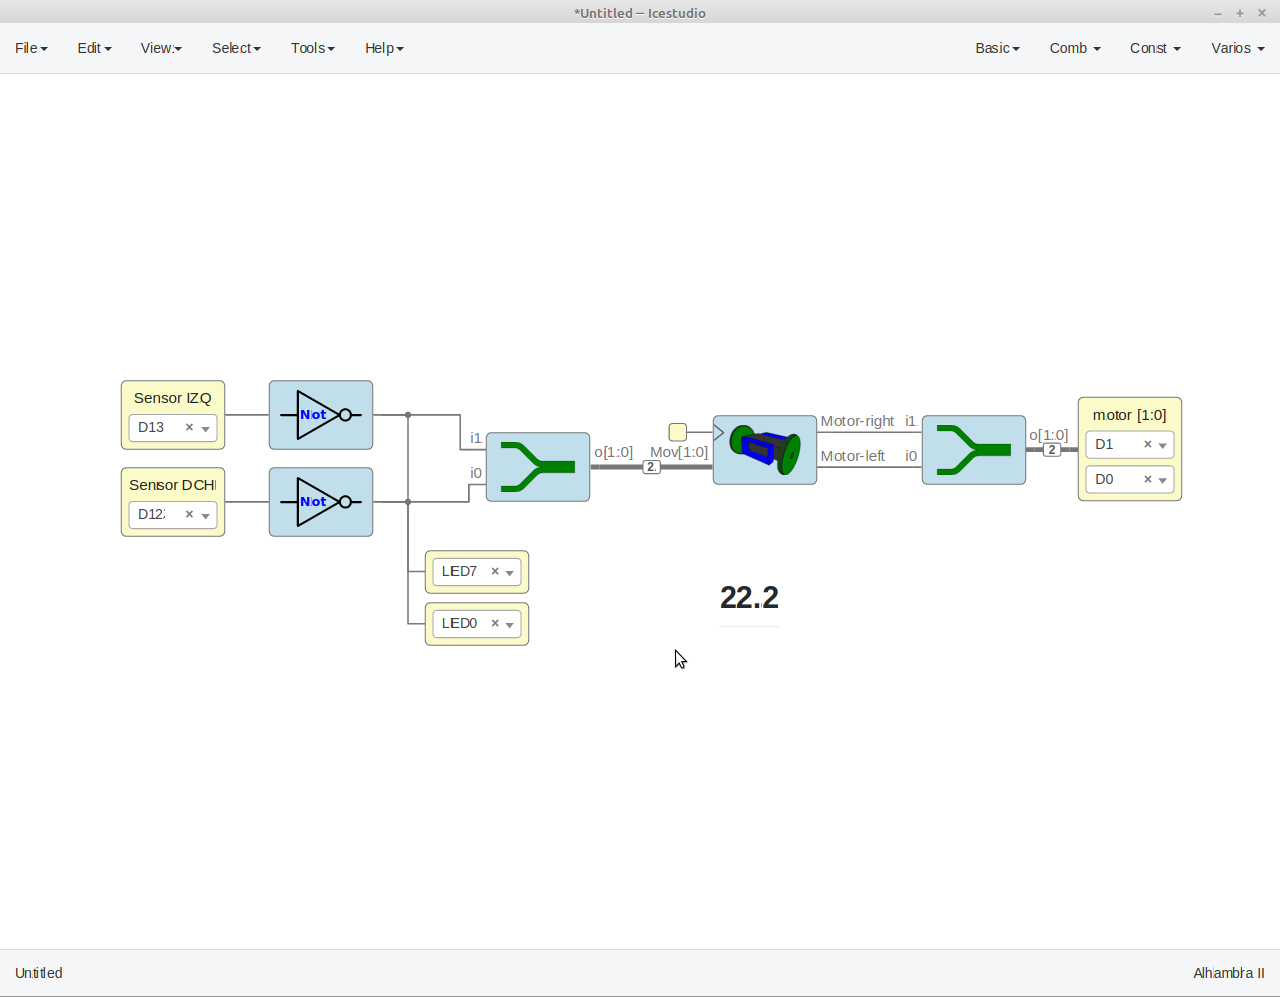 *Untitled – Icestudio
File Edit View Select Tools Help Basic Comb Const Varios
Sensor IZQ
D13 ×
Not
Sensor DCH
D12 ×
Not
i1
i0
o[1:0]
2
Mov[1:0]
Motor-right i1
Motor-left i0
o[1:0]
2
motor [1:0]
D1 ×
D0 ×
LED7 ×
LED0 ×
22.2
Untitled Alhambra II